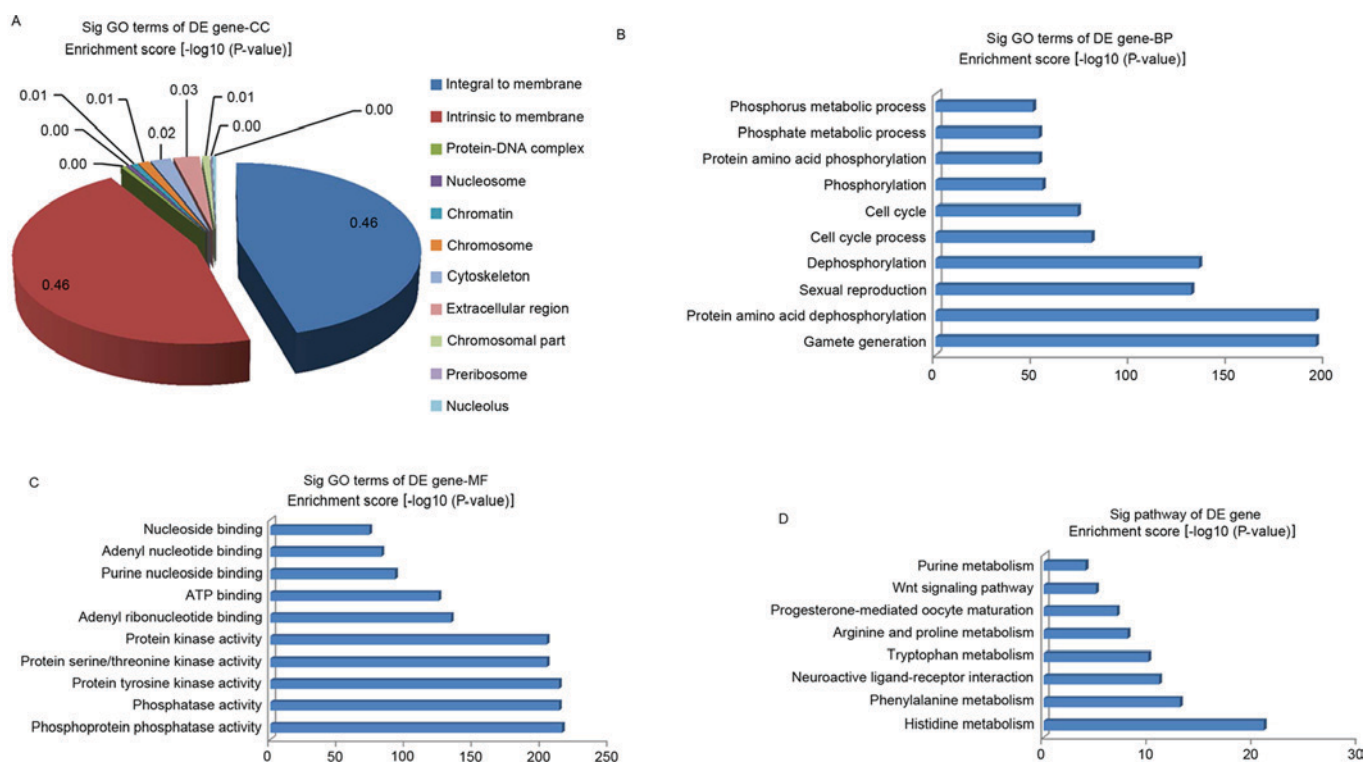 A
Sig GO terms of DE gene-CC
Enrichment score [-log10 (P-value)]
0.01
0.00
0.00
0.01
0.02
0.03
0.01
0.00
0.00
0.46
0.46
Integral to membrane
Intrinsic to membrane
Protein-DNA complex
Nucleosome
Chromatin
Chromosome
Cytoskeleton
Extracellular region
Chromosomal part
Preribosome
Nucleolus
B
Sig GO terms of DE gene-BP
Enrichment score [-log10 (P-value)]
Phosphorus metabolic process
Phosphate metabolic process
Protein amino acid phosphorylation
Phosphorylation
Cell cycle
Cell cycle process
Dephosphorylation
Sexual reproduction
Protein amino acid dephosphorylation
Gamete generation
0 50 100 150 200
C
Sig GO terms of DE gene-MF
Enrichment score [-log10 (P-value)]
Nucleoside binding
Adenyl nucleotide binding
Purine nucleoside binding
ATP binding
Adenyl ribonucleotide binding
Protein kinase activity
Protein serine/threonine kinase activity
Protein tyrosine kinase activity
Phosphatase activity
Phosphoprotein phosphatase activity
0 50 100 150 200 250
D
Sig pathway of DE gene
Enrichment score [-log10 (P-value)]
Purine metabolism
Wnt signaling pathway
Progesterone-mediated oocyte maturation
Arginine and proline metabolism
Tryptophan metabolism
Neuroactive ligand-receptor interaction
Phenylalanine metabolism
Histidine metabolism
0 10 20 30